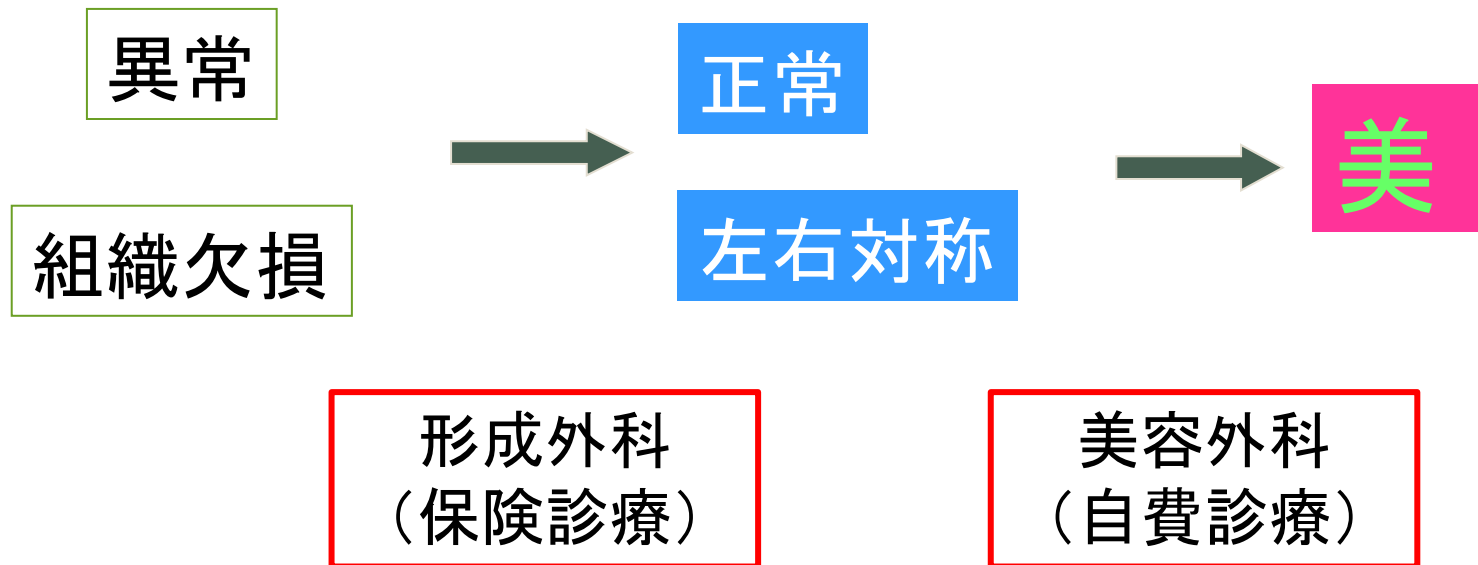 異常
正常
美
組織欠損
左右対称
形成外科
（保険診療）
美容外科
（自費診療）